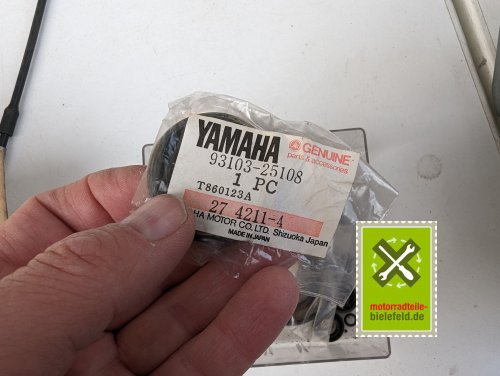 YAMAHA
GENUINE
parts & accessories
93103-25108
1 PC
T860123A
27 4211-4
HA MOTOR CO., LTD. Shizuoka Japan
MADE IN JAPAN
motorradteile-
bielefeld.de